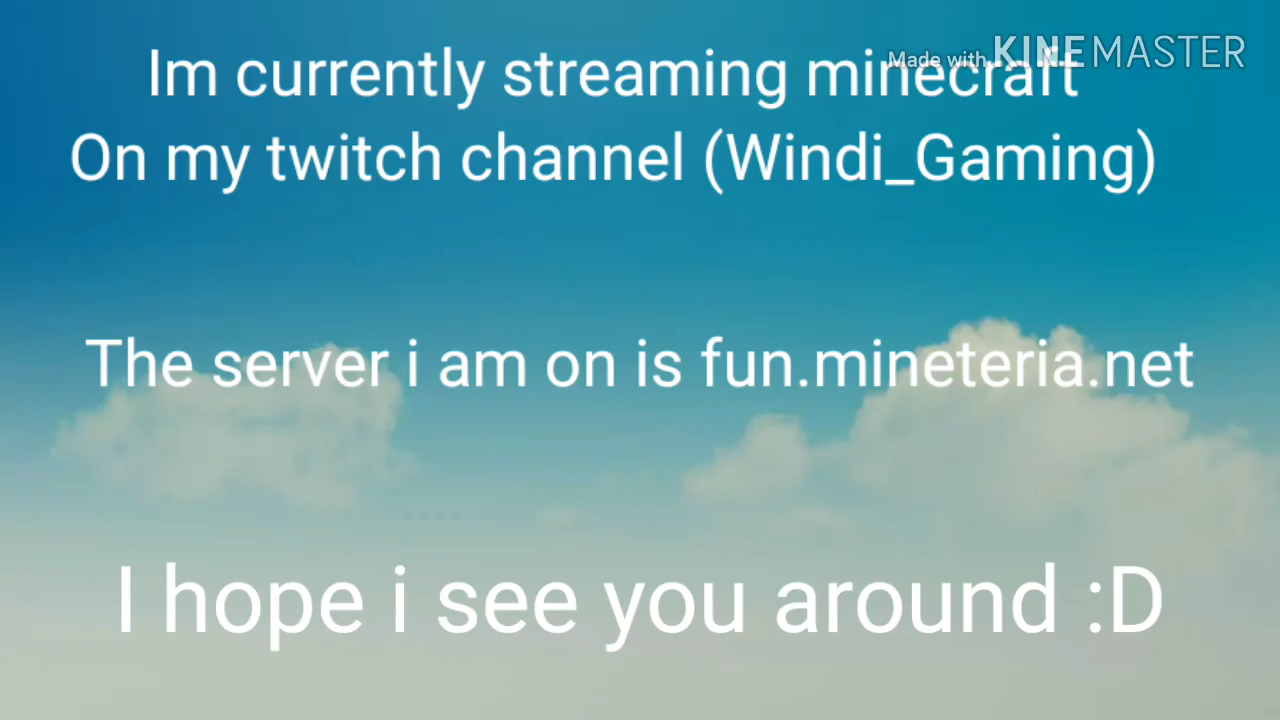 Made with KINEMASTER
Im currently streaming minecraft
On my twitch channel (Windi_Gaming)
The server i am on is fun.mineteria.net
I hope i see you around :D